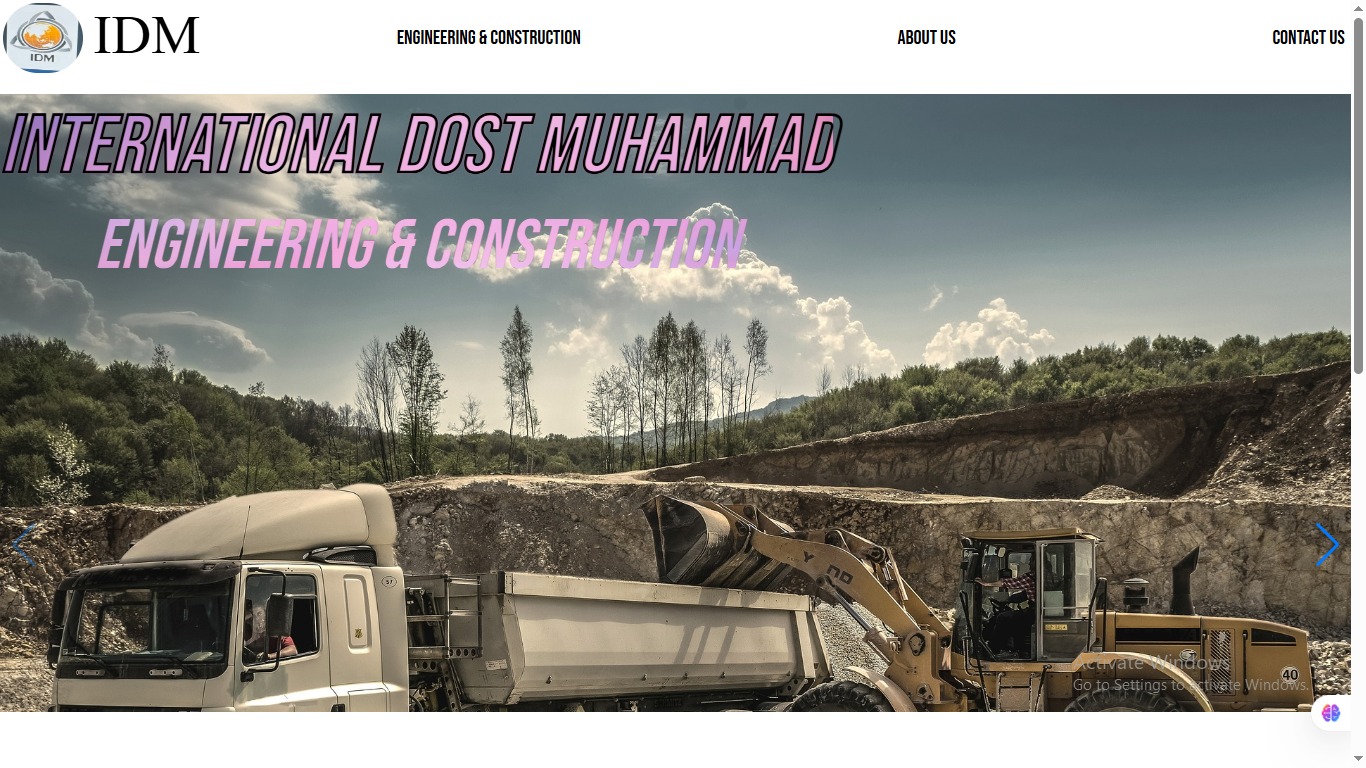 IDM
IDM
ENGINEERING & CONSTRUCTION
ABOUT US
CONTACT US
INTERNATIONAL DOST MUHAMMAD
ENGINEERING & CONSTRUCTION
40
Activate Windows
Go to Settings to activate Windows.